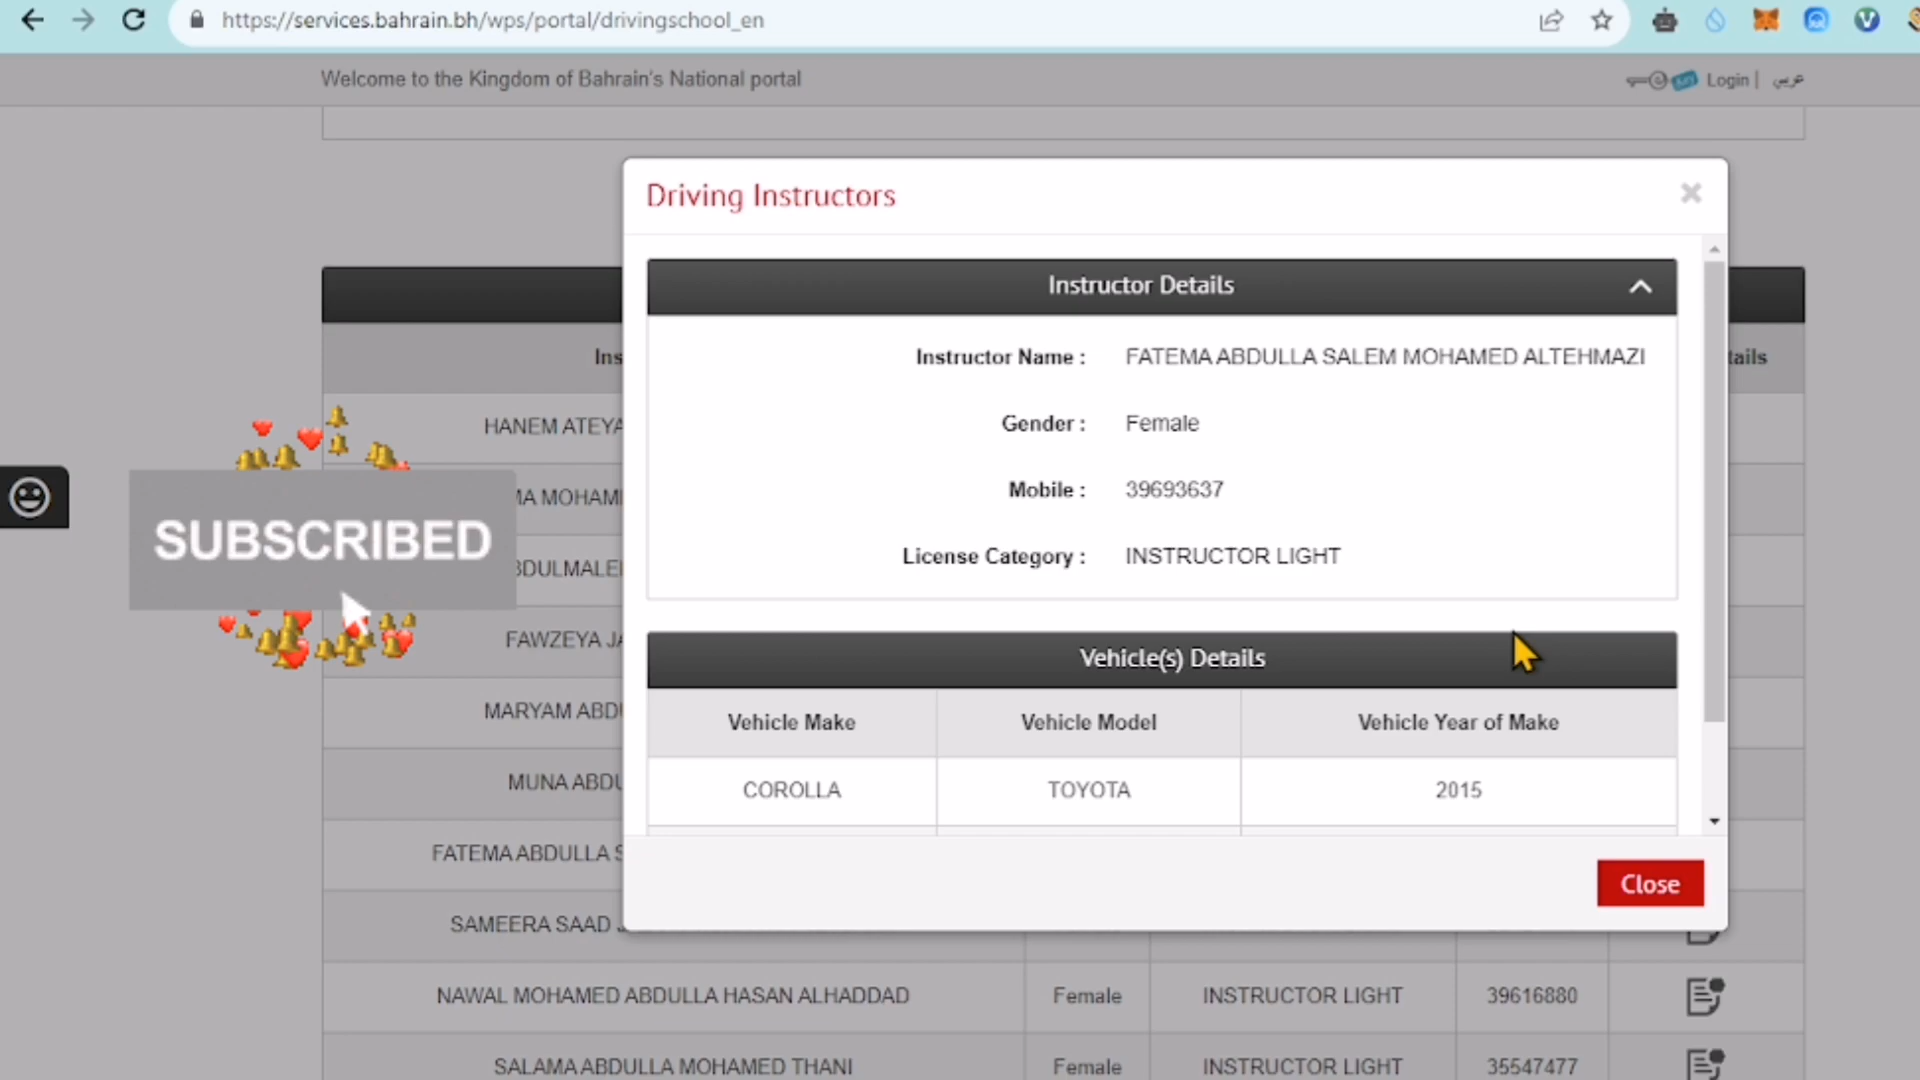 https://services.bahrain.bh/wps/portal/drivingschool_en
Welcome to the Kingdom of Bahrain's National portal
Login | عربي
Driving Instructors
Instructor Details
Instructor Name : FATEMA ABDULLA SALEM MOHAMED ALTEHMAZI
Gender : Female
Mobile : 39693637
License Category : INSTRUCTOR LIGHT
Vehicle(s) Details
Vehicle Make Vehicle Model Vehicle Year of Make
COROLLA TOYOTA 2015
Close
SUBSCRIBED
HANEM ATEYA
FAWZEYA
MARYAM ABDU
MUNA ABDU
FATEMA ABDULLA S
SAMEERA SAAD
NAWAL MOHAMED ABDULLA HASAN ALHADDAD Female INSTRUCTOR LIGHT 39616880
SALAMA ABDULLA MOHAMED THANI Female INSTRUCTOR LIGHT 35547477